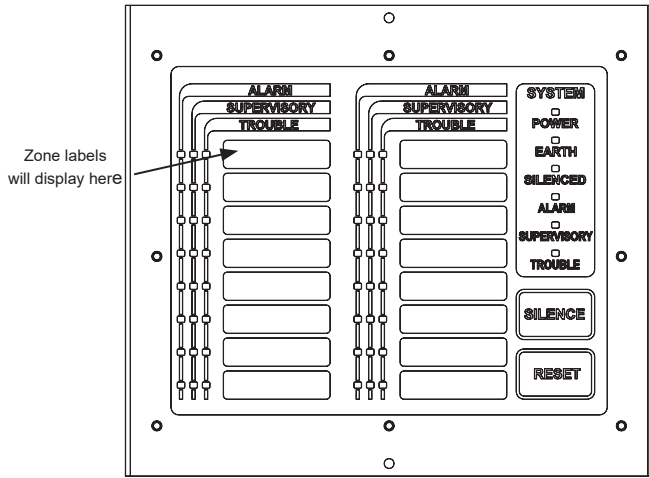 ALARM
SUPERVISORY
TROUBLE
Zone labels
will display here
ALARM
SUPERVISORY
TROUBLE
SYSTEM
POWER
EARTH
SILENCED
ALARM
SUPERVISORY
TROUBLE
SILENCE
RESET